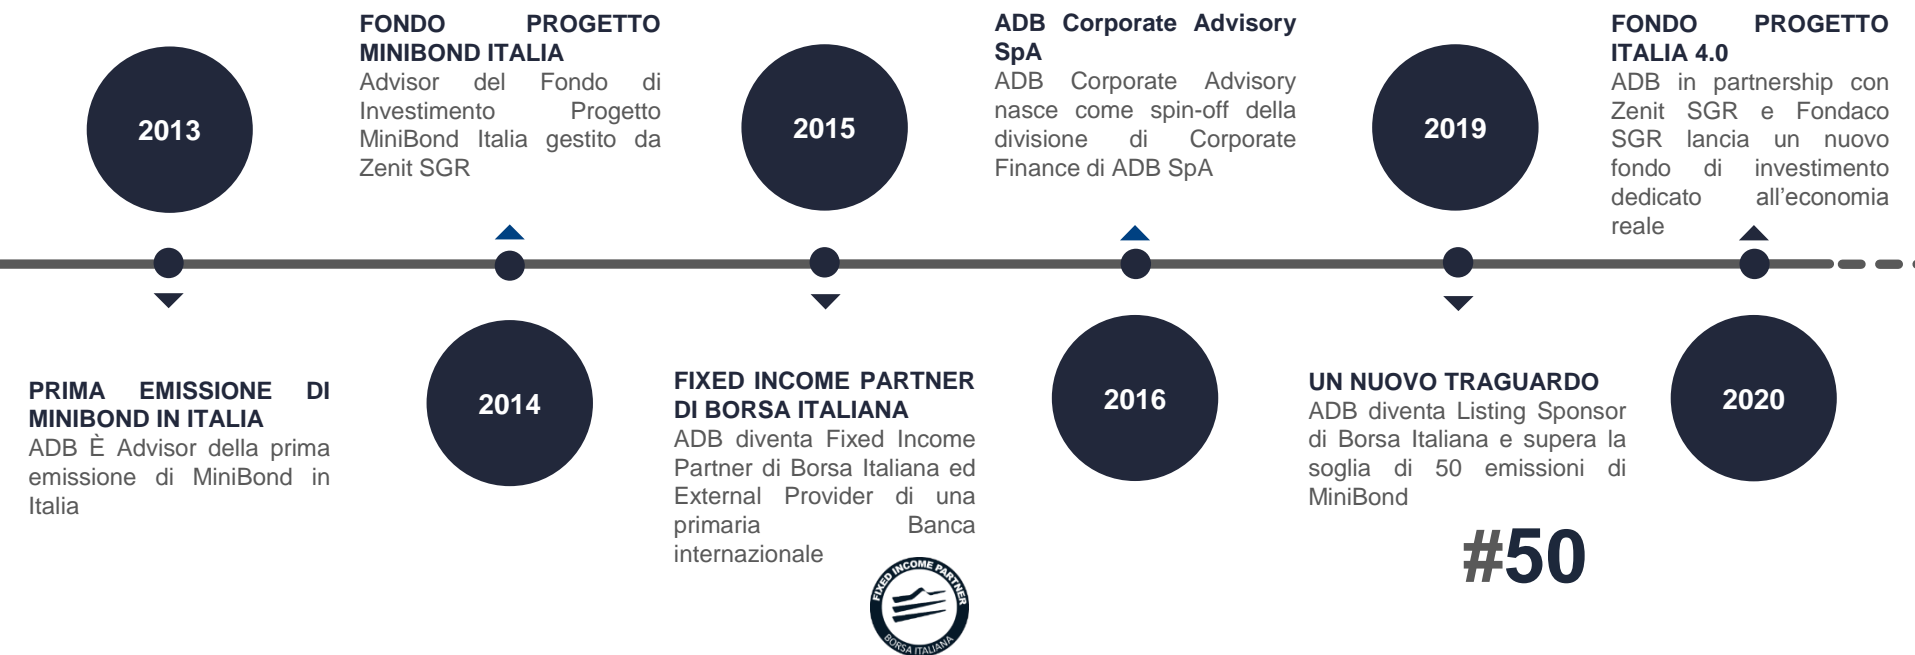 2013
PRIMA EMISSIONE DI
MINIBOND IN ITALIA
ADB È Advisor della prima
emissione di MiniBond in
Italia
FONDO PROGETTO
MINIBOND ITALIA
Advisor del Fondo di
Investimento Progetto
MiniBond Italia gestito da
Zenit SGR
2014
2015
FIXED INCOME PARTNER
DI BORSA ITALIANA
ADB diventa Fixed Income
Partner di Borsa Italiana ed
External Provider di una
primaria Banca
internazionale
FIXED INCOME PARTNER
BORSA ITALIANA
ADB Corporate Advisory
SpA
ADB Corporate Advisory
nasce come spin-off della
divisione di Corporate
Finance di ADB SpA
2016
2019
UN NUOVO TRAGUARDO
ADB diventa Listing Sponsor
di Borsa Italiana e supera la
soglia di 50 emissioni di
MiniBond
#50
FONDO PROGETTO
ITALIA 4.0
ADB in partnership con
Zenit SGR e Fondaco
SGR lancia un nuovo
fondo di investimento
dedicato all'economia
reale
2020